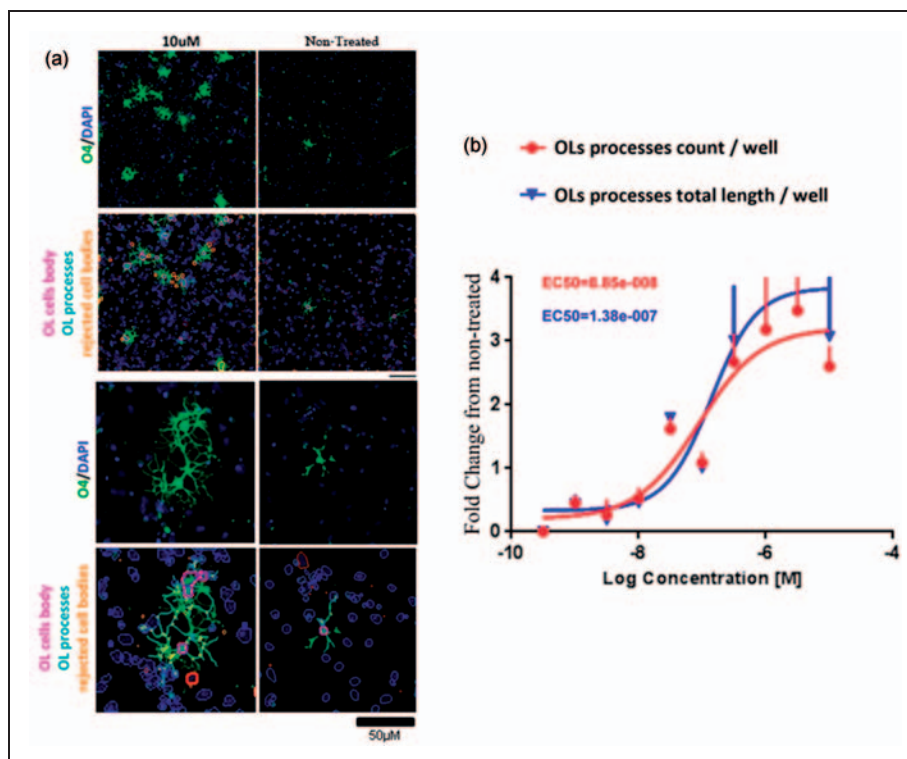 (a)
10uM
Non-Treated
O4/DAPI
OL cells body
OL processes
rejected cell bodies
O4/DAPI
OL cells body
OL processes
rejected cell bodies
50µM
(b)
OLs processes count / well
OLs processes total length / well
Fold Change from non-treated
4
3
2
1
0
EC50=6.85e-008
EC50=1.38e-007
-10
-8
-6
-4
Log Concentration [M]